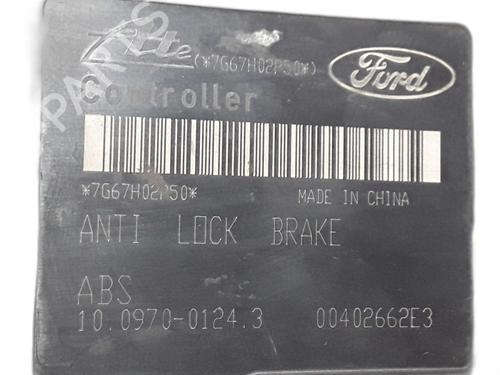 Ate (*7G67H02P50*) Ford
Controller
*7G67H02P50* MADE IN CHINA
ANTI LOCK BRAKE
ABS
10.0970-0124.3 00402662E3